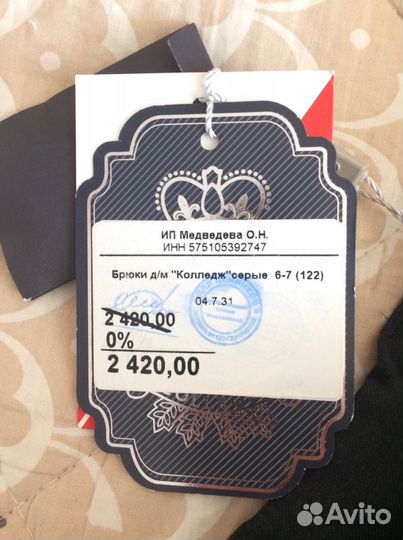 ИП Медведева О.Н.
ИНН 575105392747
Брюки д/м "Колледж"серые 6-7 (122)
04.7.31
2 420,00
0%
2 420,00
Avito